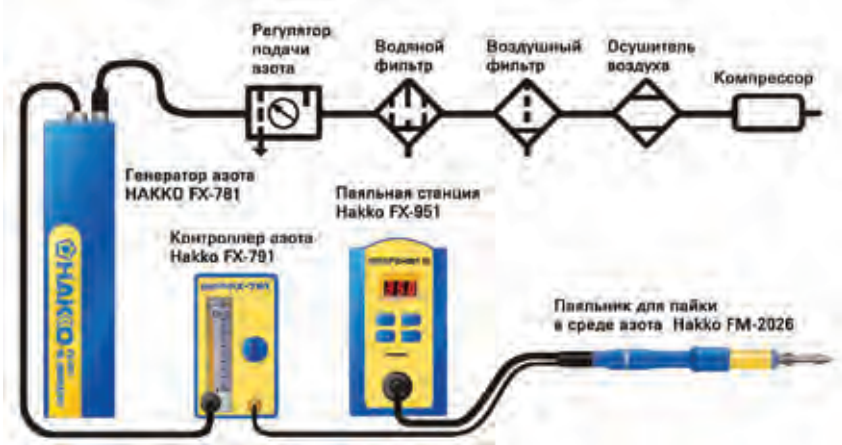 Регулятор
подачи
азота
Водяной
фильтр
Воздушный
фильтр
Осушитель
воздуха
Компрессор
Генератор азота
HAKKO FX-781
Паяльная станция
Hakko FX-951
Контроллер азота
Hakko FX-791
HAKKO
350
Паяльник для пайки
в среде азота Hakko FM-2026